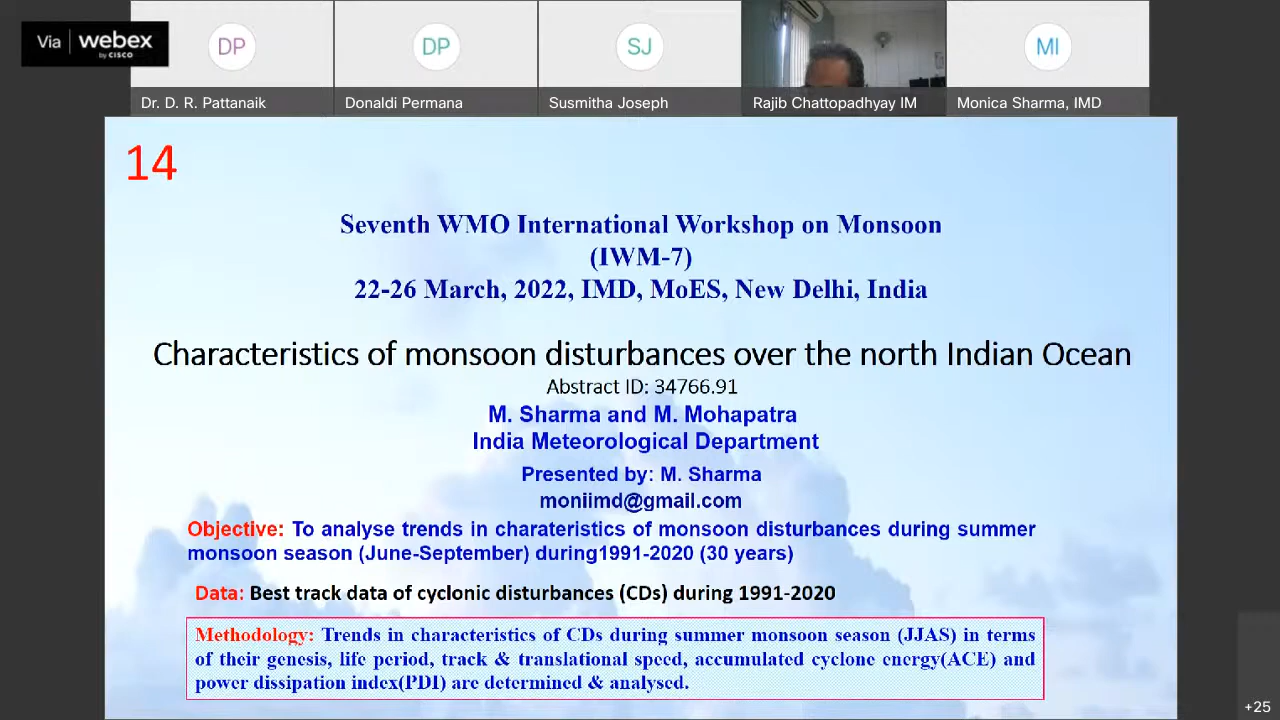 Via webex
by CISCO
DP
DP
SJ
MI
Dr. D. R. Pattanaik
Donaldi Permana
Susmitha Joseph
Rajib Chattopadhyay IM
Monica Sharma, IMD
14
Seventh WMO International Workshop on Monsoon
(IWM-7)
22-26 March, 2022, IMD, MoES, New Delhi, India
Characteristics of monsoon disturbances over the north Indian Ocean
Abstract ID: 34766.91
M. Sharma and M. Mohapatra
India Meteorological Department
Presented by: M. Sharma
moniimd@gmail.com
Objective: To analyse trends in charateristics of monsoon disturbances during summer
monsoon season (June-September) during1991-2020 (30 years)
Data: Best track data of cyclonic disturbances (CDs) during 1991-2020
Methodology: Trends in characteristics of CDs during summer monsoon season (JJAS) in terms
of their genesis, life period, track & translational speed, accumulated cyclone energy(ACE) and
power dissipation index(PDI) are determined & analysed.
+25